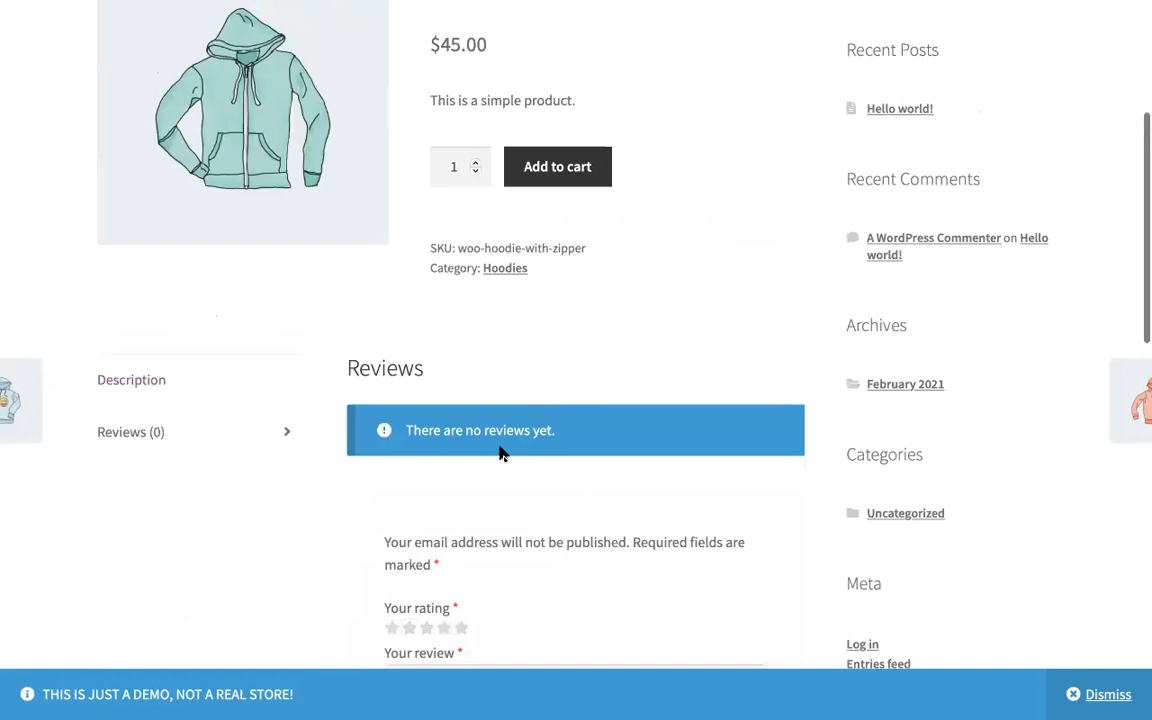 $45.00
This is a simple product.
1
Add to cart
SKU: woo-hoodie-with-zipper
Category: Hoodies
Description
Reviews (0)
Reviews
There are no reviews yet.
Your email address will not be published. Required fields are
marked *
Your rating *
Your review *
Recent Posts
Hello world!
Recent Comments
A WordPress Commenter on Hello
world!
Archives
February 2021
Categories
Uncategorized
Meta
Log in
Entries feed
THIS IS JUST A DEMO, NOT A REAL STORE!
Dismiss